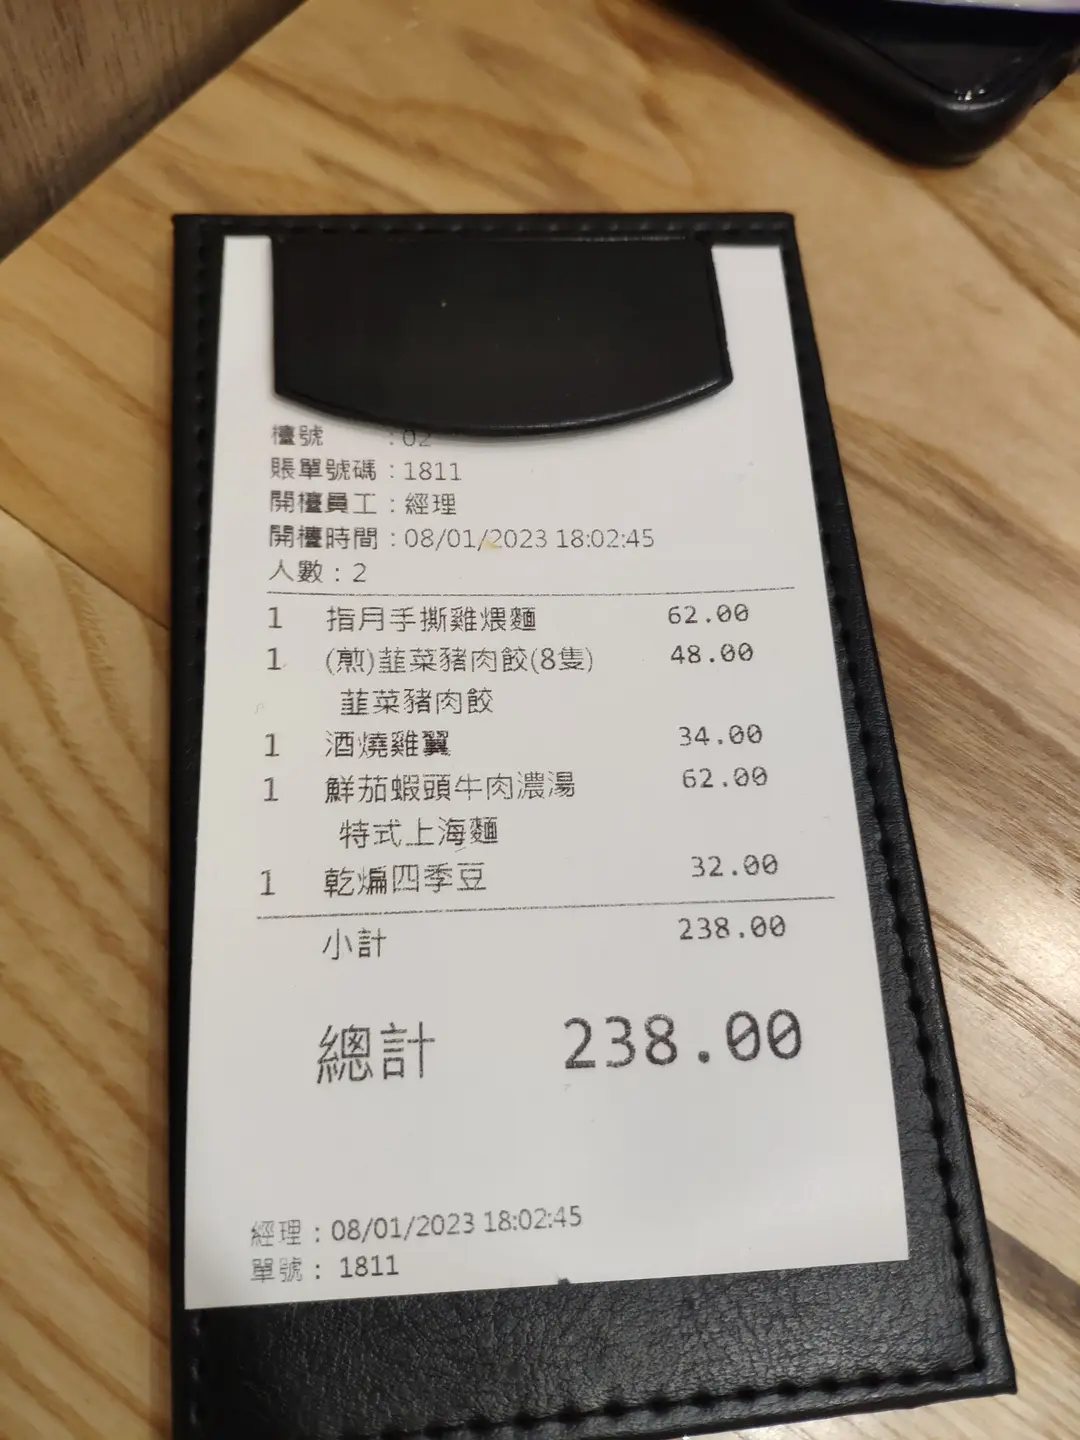 檯號 : 02
賬單號碼 : 1811
開檯員工 : 經理
開檯時間 : 08/01/2023 18:02:45
人數 : 2
1 指月手撕雞煨麵 62.00
1 (煎)韮菜豬肉餃(8隻) 48.00
韮菜豬肉餃
1 酒燒雞翼 34.00
1 鮮茄蝦頭牛肉濃湯 62.00
特式上海麵
1 乾煸四季豆 32.00
小計 238.00
總計 238.00
經理 : 08/01/2023 18:02:45
單號 : 1811